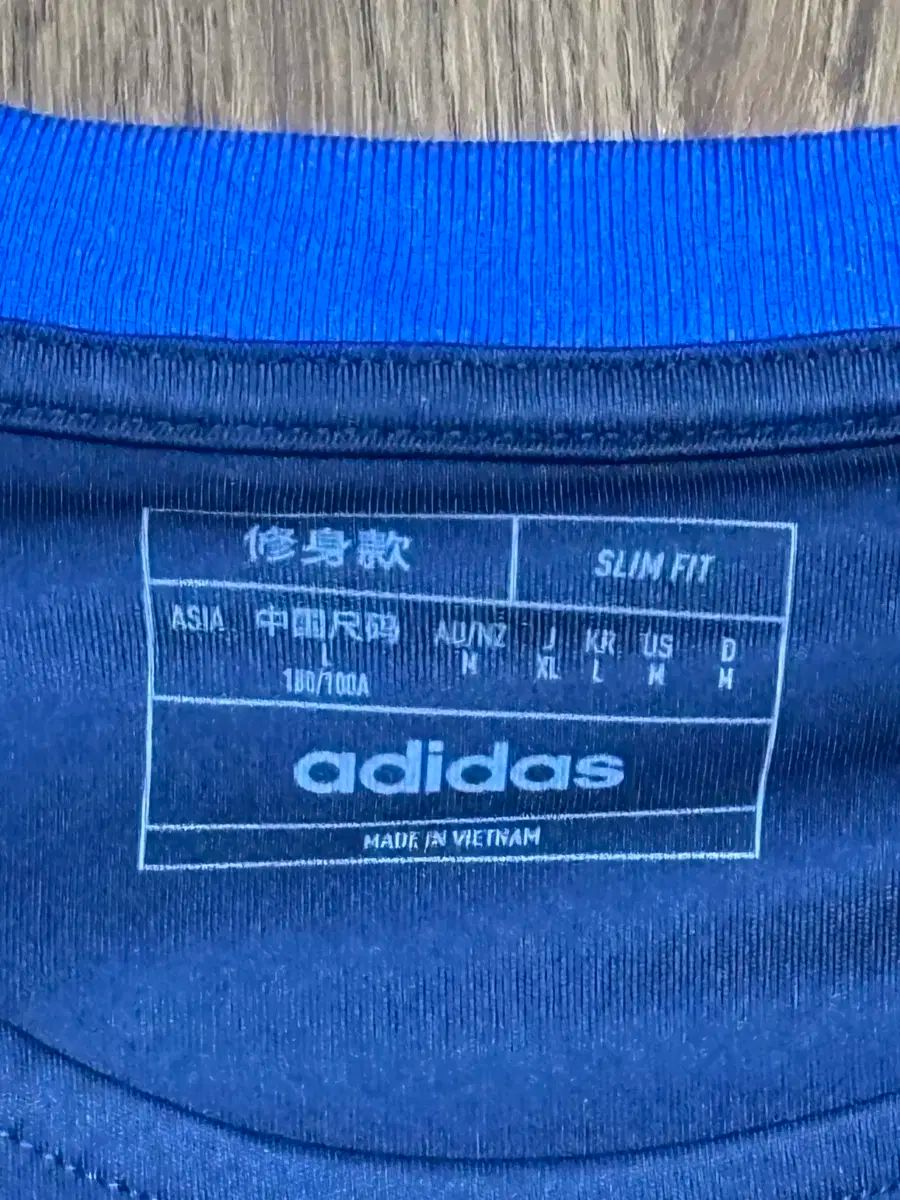 修身款 SLIM FIT
ASIA 中国尺码 AU/NZ J KR US D
L M XL L M M
180/100A
adidas
MADE IN VIETNAM